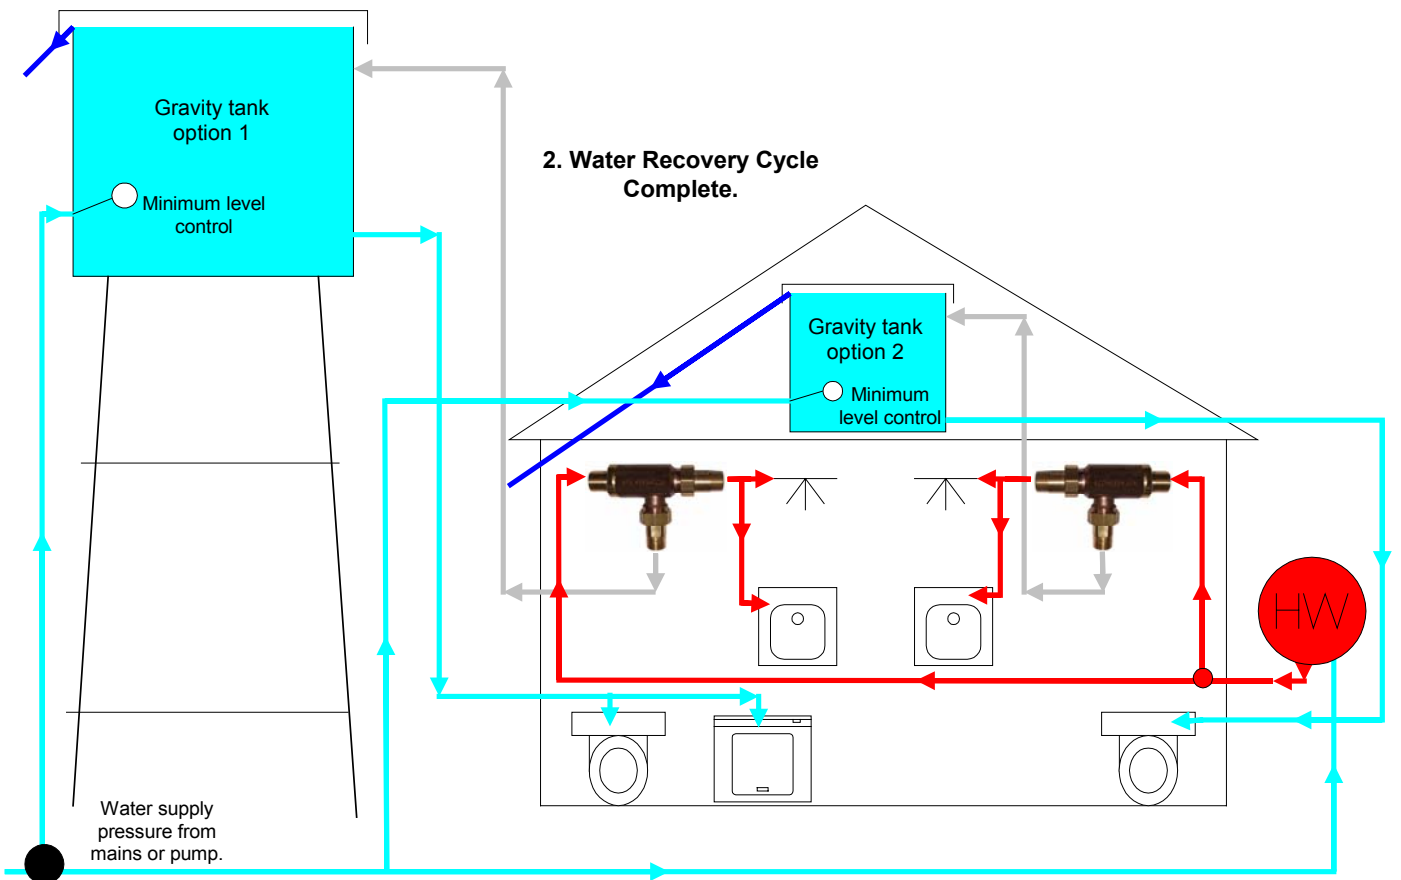 Gravity tank
option 1
Minimum level
control
2. Water Recovery Cycle
Complete.
Gravity tank
option 2
Minimum
level control
HW
Water supply
pressure from
mains or pump.